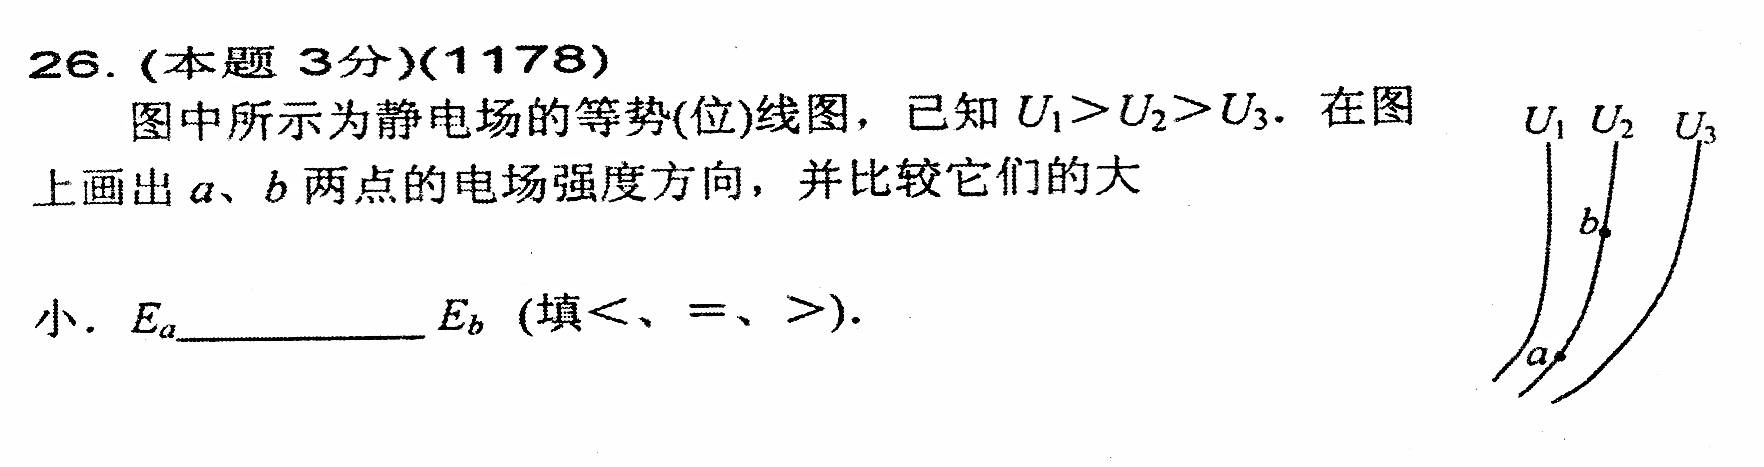 26. (本题 3分)(1178)
图中所示为静电场的等势(位)线图，已知 U₁＞U₂＞U₃．在图
上画出 a、b 两点的电场强度方向，并比较它们的大
小．Eₐ__________ E_b (填＜、＝、＞)．
U₁ U₂ U₃
b
a